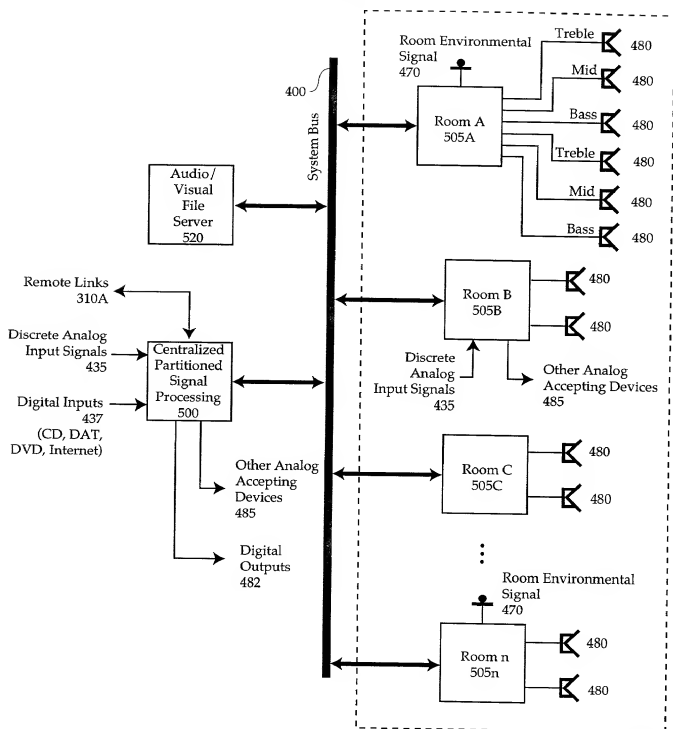 Room Environmental
Signal
470
Treble
480
Mid
480
Bass
480
Treble
480
Mid
480
Bass
480
Room A
505A
400
System Bus
Audio/
Visual
File
Server
520
Remote Links
310A
Discrete Analog
Input Signals
435
Digital Inputs
437
(CD, DAT,
DVD, Internet)
Centralized
Partitioned
Signal
Processing
500
Other Analog
Accepting
Devices
485
Digital
Outputs
482
Room B
505B
480
480
Discrete
Analog
Input Signals
435
Other Analog
Accepting Devices
485
Room C
505C
480
480
Room Environmental
Signal
470
Room n
505n
480
480